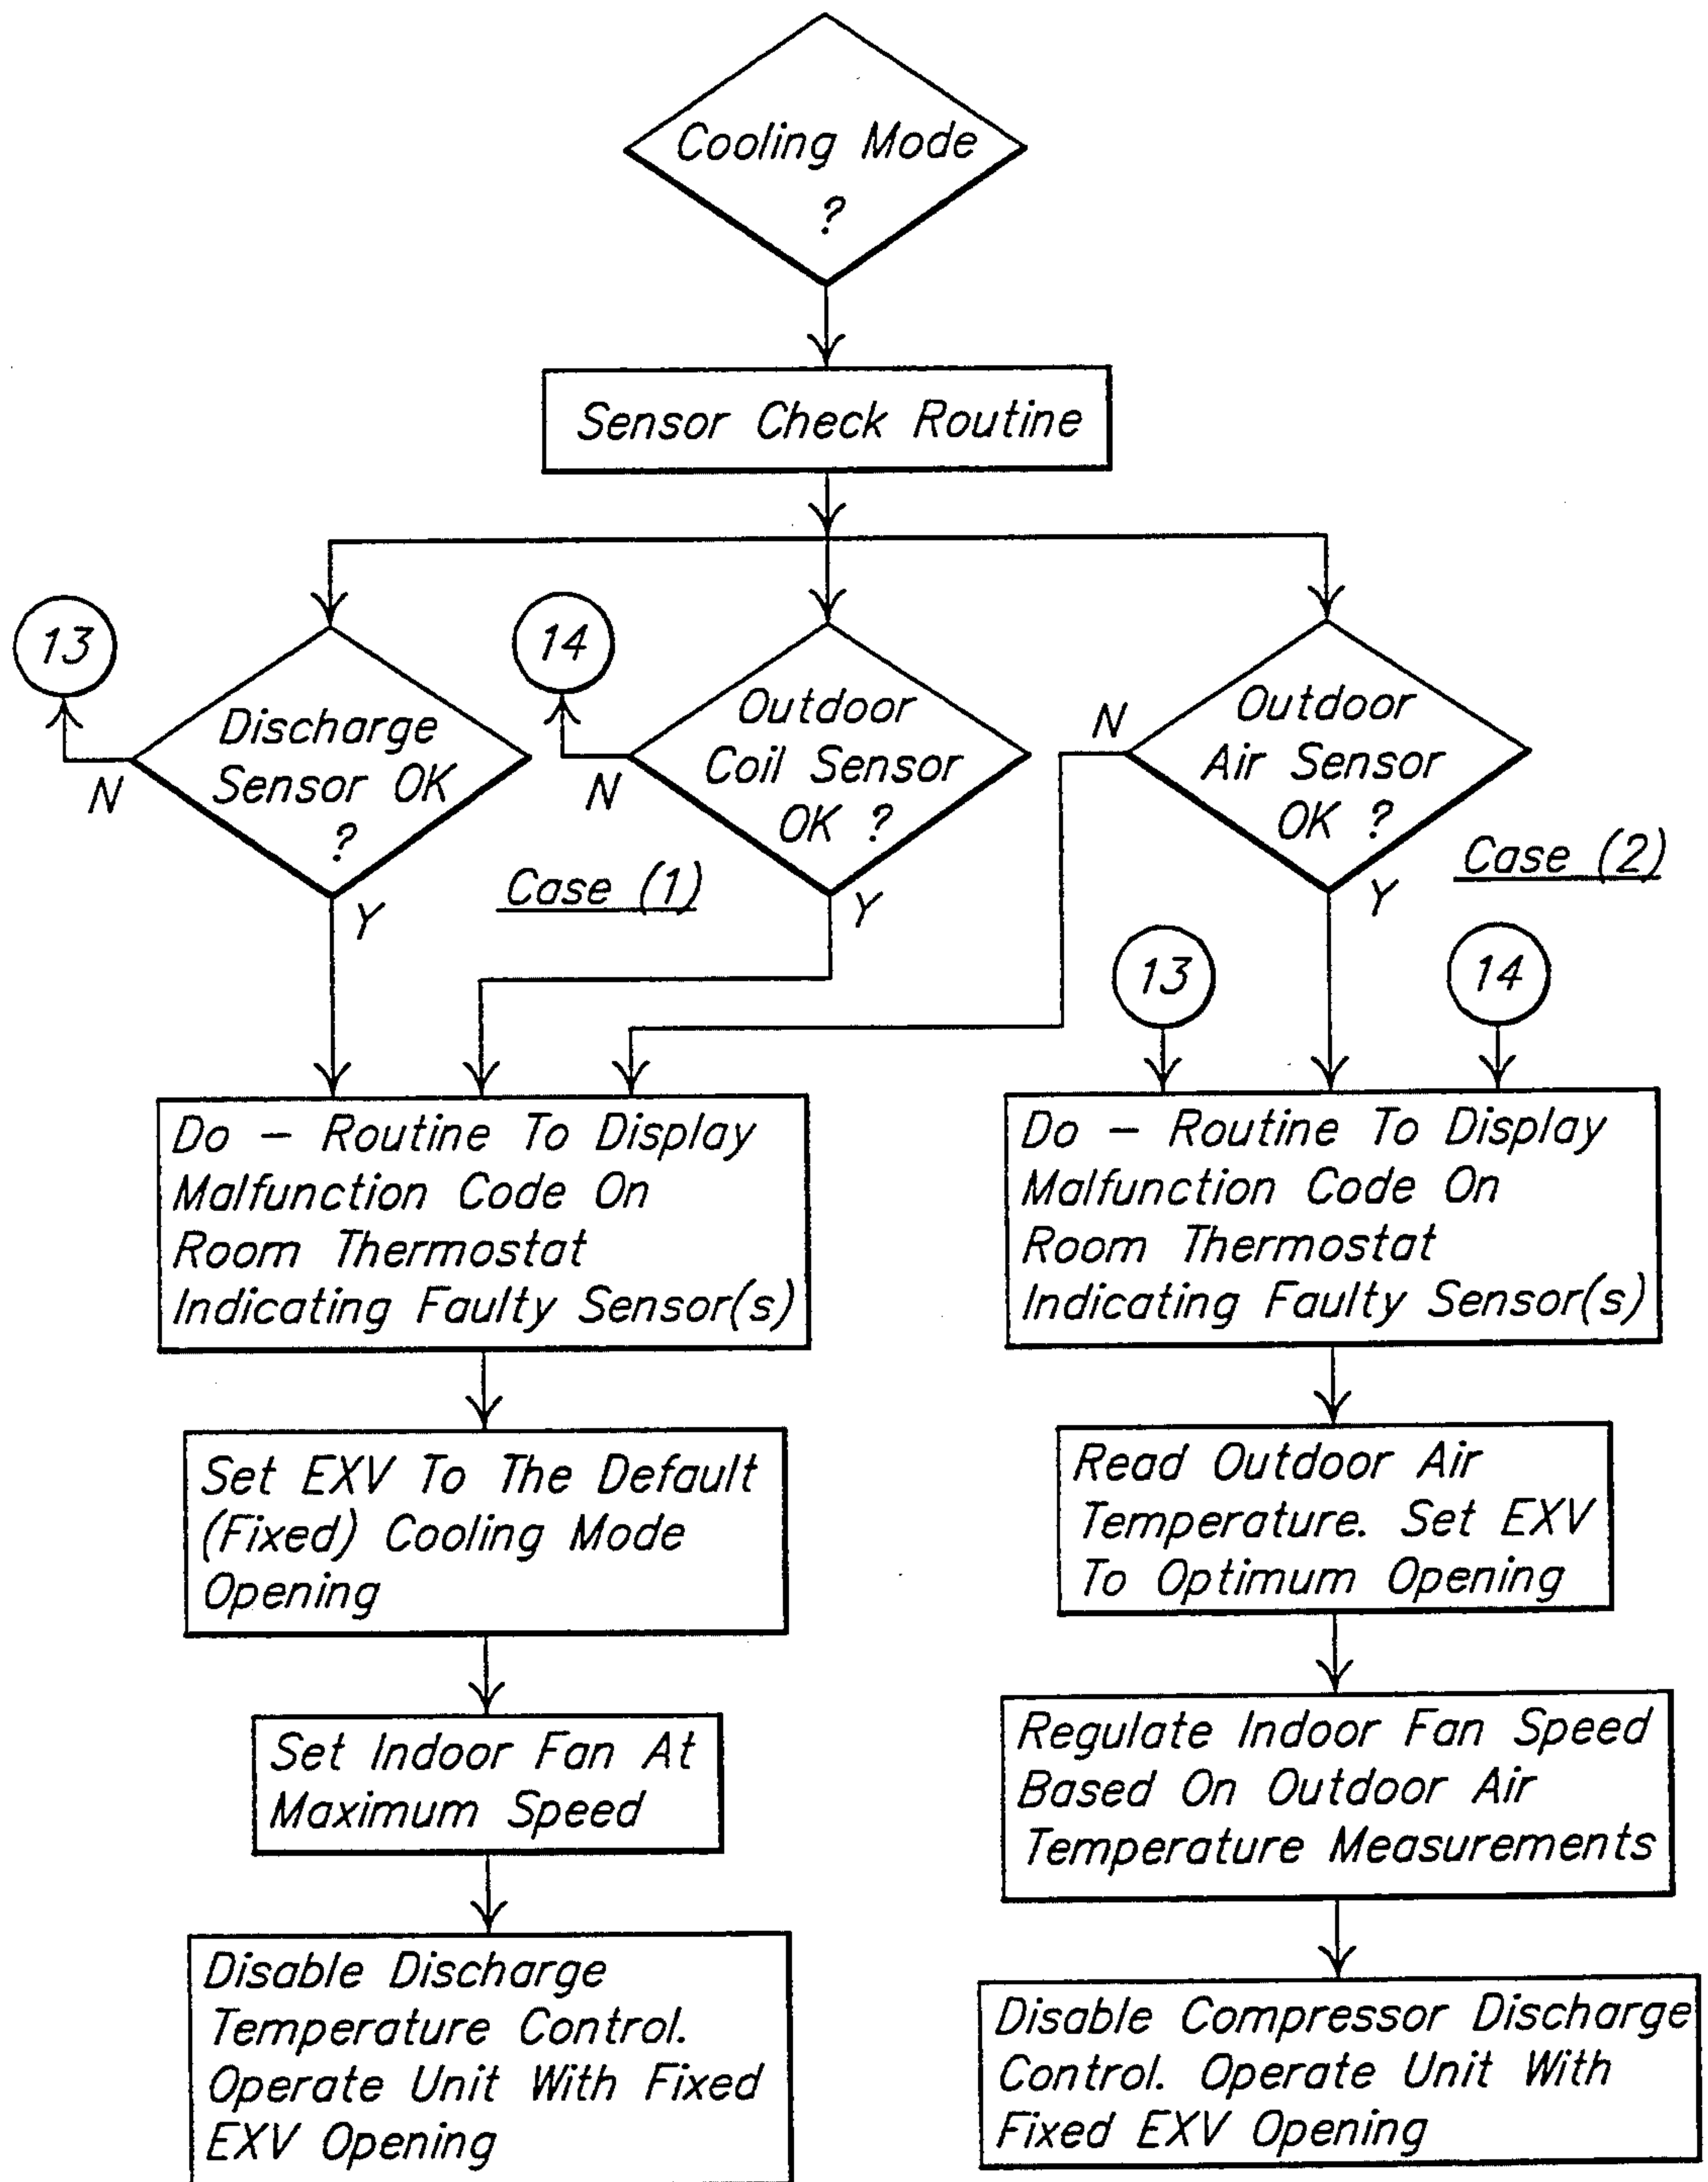 Cooling Mode
?
Sensor Check Routine
13
Discharge
Sensor OK
?
N
Y
14
Outdoor
Coil Sensor
OK ?
N
Y
Case (1)
Outdoor
Air Sensor
OK ?
N
Y
Case (2)
13
14
Do – Routine To Display
Malfunction Code On
Room Thermostat
Indicating Faulty Sensor(s)
Set EXV To The Default
(Fixed) Cooling Mode
Opening
Set Indoor Fan At
Maximum Speed
Disable Discharge
Temperature Control.
Operate Unit With Fixed
EXV Opening
Do – Routine To Display
Malfunction Code On
Room Thermostat
Indicating Faulty Sensor(s)
Read Outdoor Air
Temperature. Set EXV
To Optimum Opening
Regulate Indoor Fan Speed
Based On Outdoor Air
Temperature Measurements
Disable Compressor Discharge
Control. Operate Unit With
Fixed EXV Opening